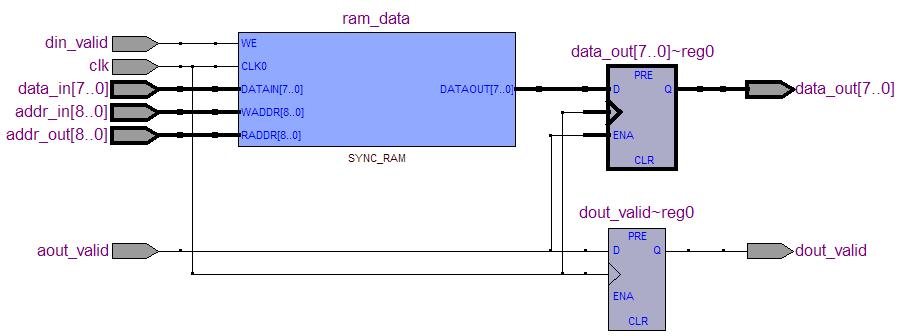 ram_data
din_valid
WE
clk
CLK0
data_out[7..0]~reg0
PRE
data_in[7..0]
DATAIN[7..0]
DATAOUT[7..0]
D
Q
data_out[7..0]
addr_in[8..0]
WADDR[8..0]
addr_out[8..0]
RADDR[8..0]
ENA
SYNC_RAM
CLR
dout_valid~reg0
PRE
aout_valid
D
Q
dout_valid
ENA
CLR